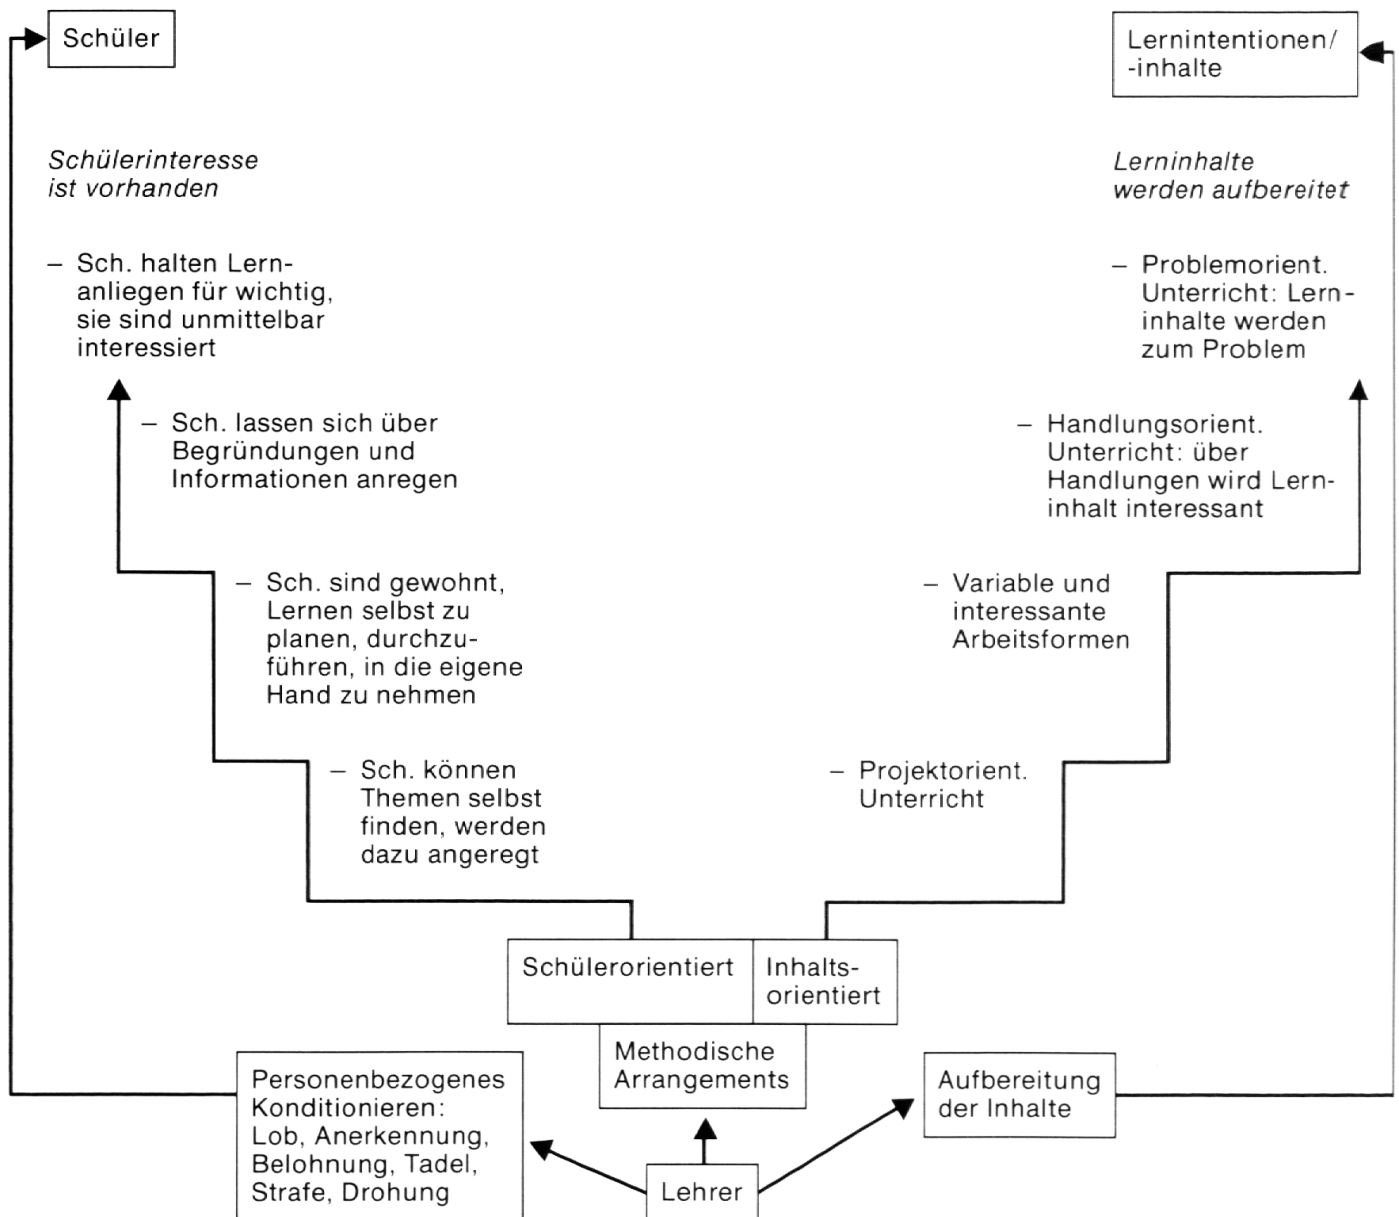 Schüler
Lernintentionen/
-inhalte
Schülerinteresse
ist vorhanden
Lerninhalte
werden aufbereitet
– Sch. halten Lern-
anliegen für wichtig,
sie sind unmittelbar
interessiert
– Problemorient.
Unterricht: Lern-
inhalte werden
zum Problem
– Sch. lassen sich über
Begründungen und
Informationen anregen
– Handlungsorient.
Unterricht: über
Handlungen wird Lern-
inhalt interessant
– Sch. sind gewohnt,
Lernen selbst zu
planen, durchzu-
führen, in die eigene
Hand zu nehmen
– Variable und
interessante
Arbeitsformen
– Sch. können
Themen selbst
finden, werden
dazu angeregt
– Projektorient.
Unterricht
Schülerorientiert
Inhalts-
orientiert
Methodische
Arrangements
Personenbezogenes
Konditionieren:
Lob, Anerkennung,
Belohnung, Tadel,
Strafe, Drohung
Aufbereitung
der Inhalte
Lehrer